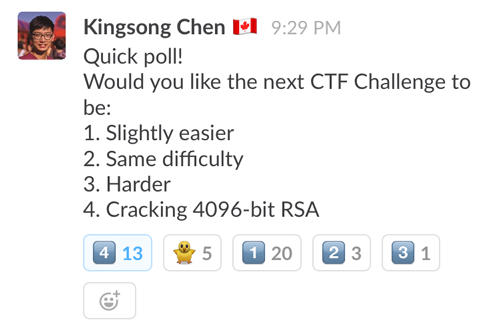 Kingsong Chen 🇨🇦 9:29 PM
Quick poll!
Would you like the next CTF Challenge to
be:
1. Slightly easier
2. Same difficulty
3. Harder
4. Cracking 4096-bit RSA
4 13 5 1 20 2 3 3 1